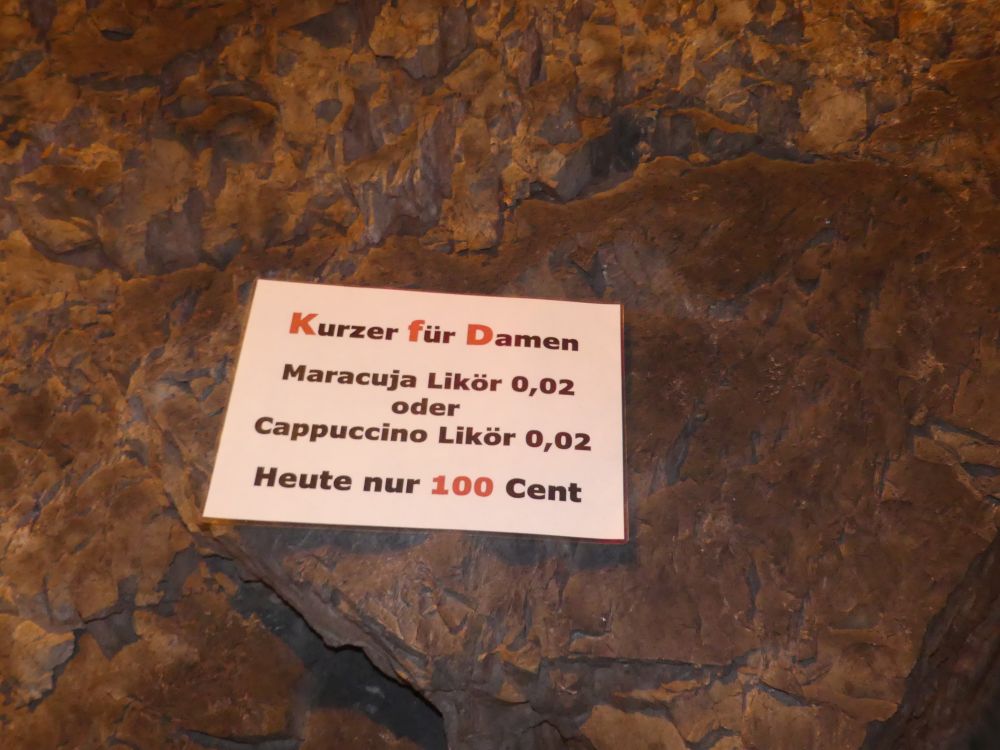 Kurzer für Damen
Maracuja Likör 0,02
oder
Cappuccino Likör 0,02
Heute nur 100 Cent